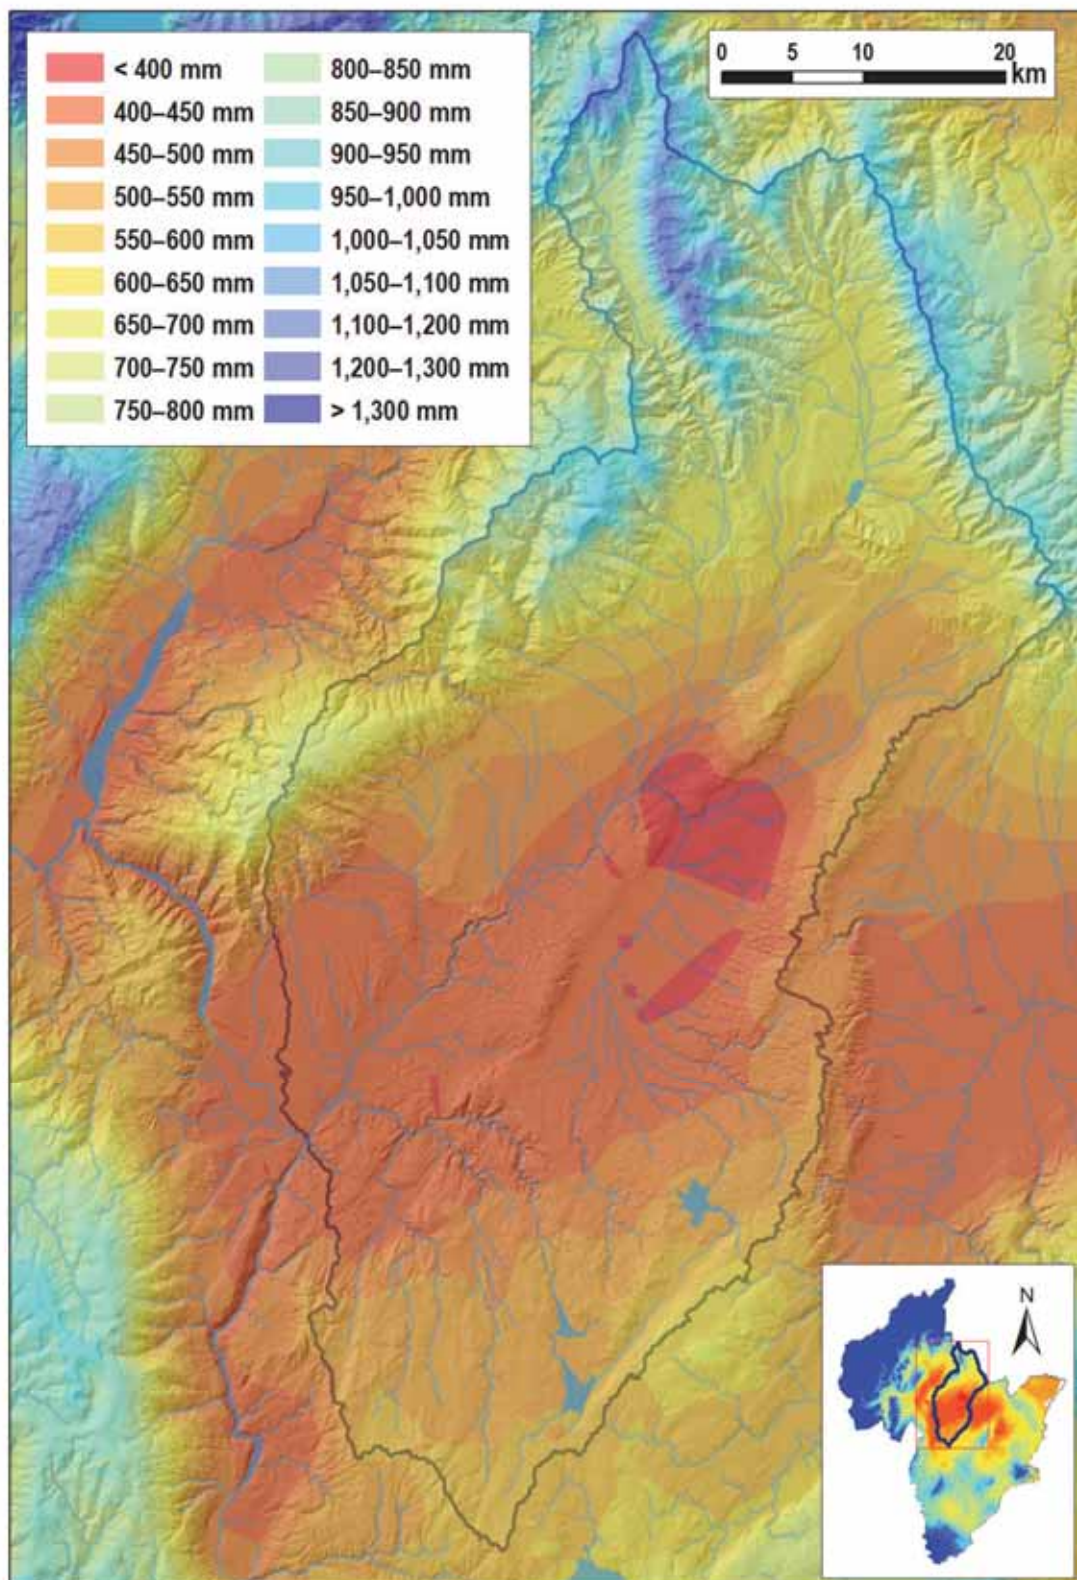 < 400 mm
400–450 mm
450–500 mm
500–550 mm
550–600 mm
600–650 mm
650–700 mm
700–750 mm
750–800 mm
800–850 mm
850–900 mm
900–950 mm
950–1,000 mm
1,000–1,050 mm
1,050–1,100 mm
1,100–1,200 mm
1,200–1,300 mm
> 1,300 mm
0 5 10 20
km
N